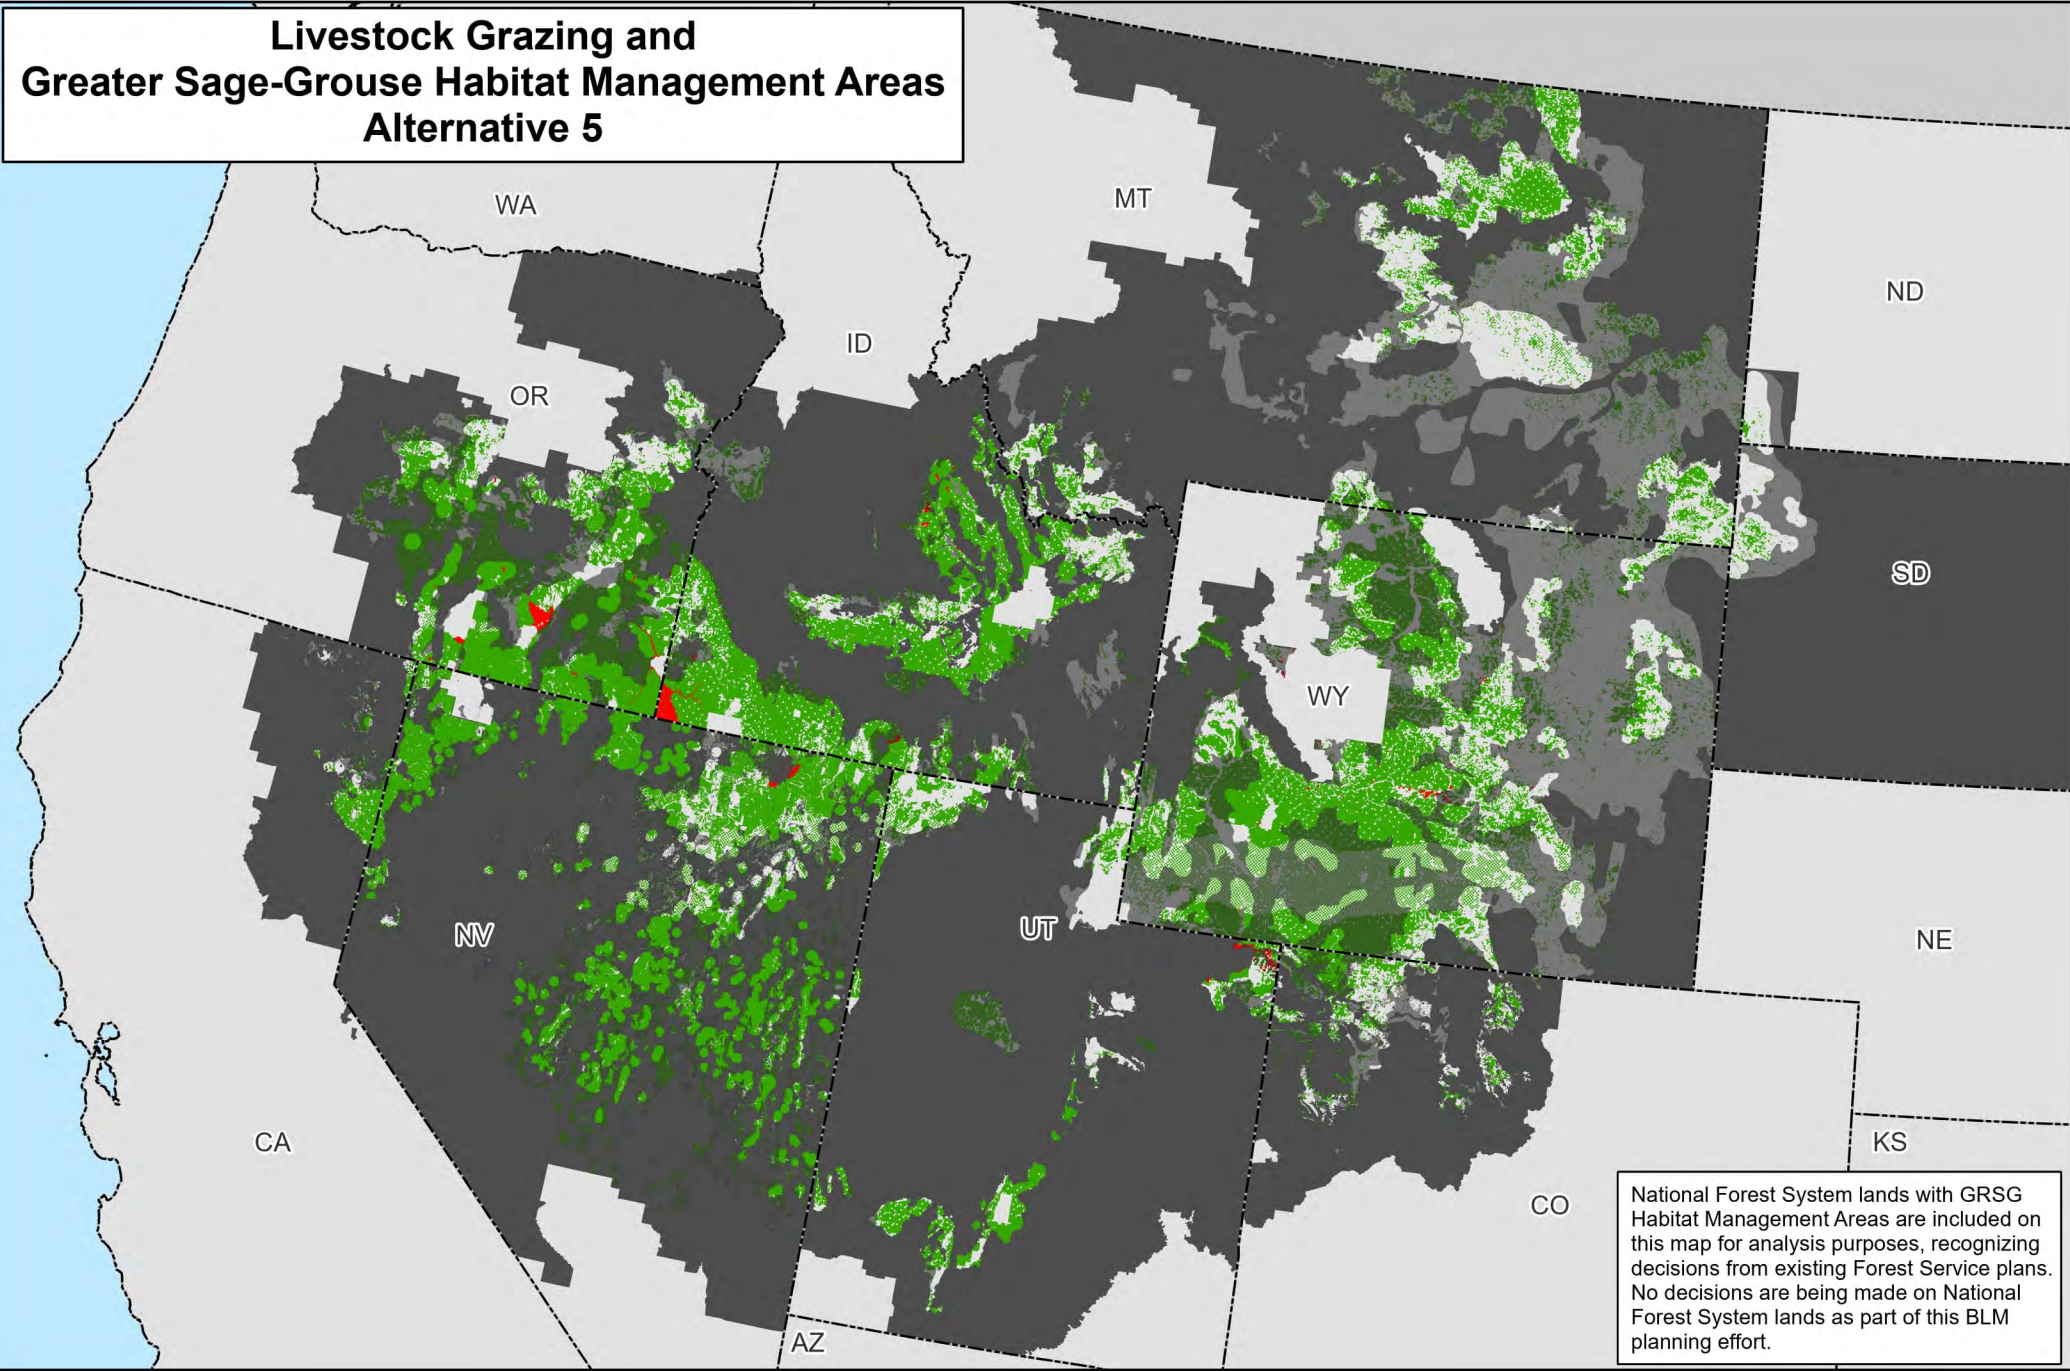 Livestock Grazing and
Greater Sage-Grouse Habitat Management Areas
Alternative 5
WA
MT
ND
ID
OR
SD
WY
NV
UT
NE
CA
KS
CO
AZ
National Forest System lands with GRSG
Habitat Management Areas are included on
this map for analysis purposes, recognizing
decisions from existing Forest Service plans.
No decisions are being made on National
Forest System lands as part of this BLM
planning effort.